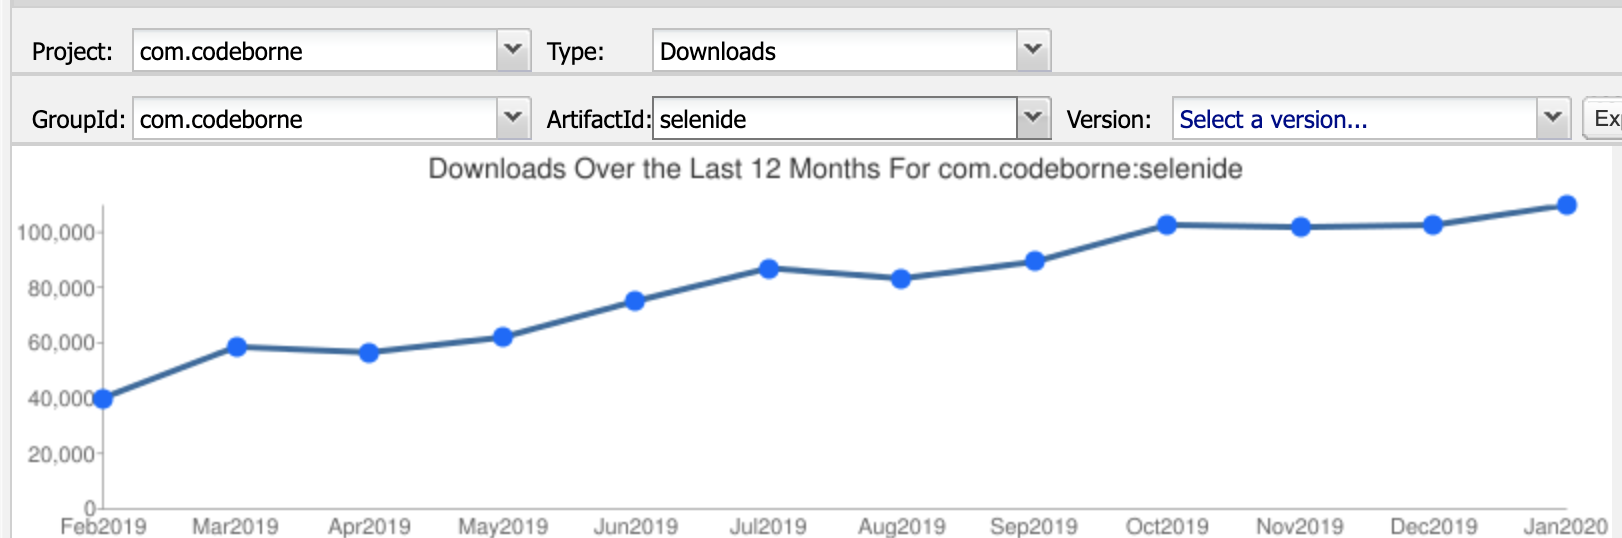 Project: com.codeborne Type: Downloads
GroupId: com.codeborne ArtifactId: selenide Version: Select a version...
Downloads Over the Last 12 Months For com.codeborne:selenide
100,000
80,000
60,000
40,000
20,000
0
Feb2019 Mar2019 Apr2019 May2019 Jun2019 Jul2019 Aug2019 Sep2019 Oct2019 Nov2019 Dec2019 Jan2020